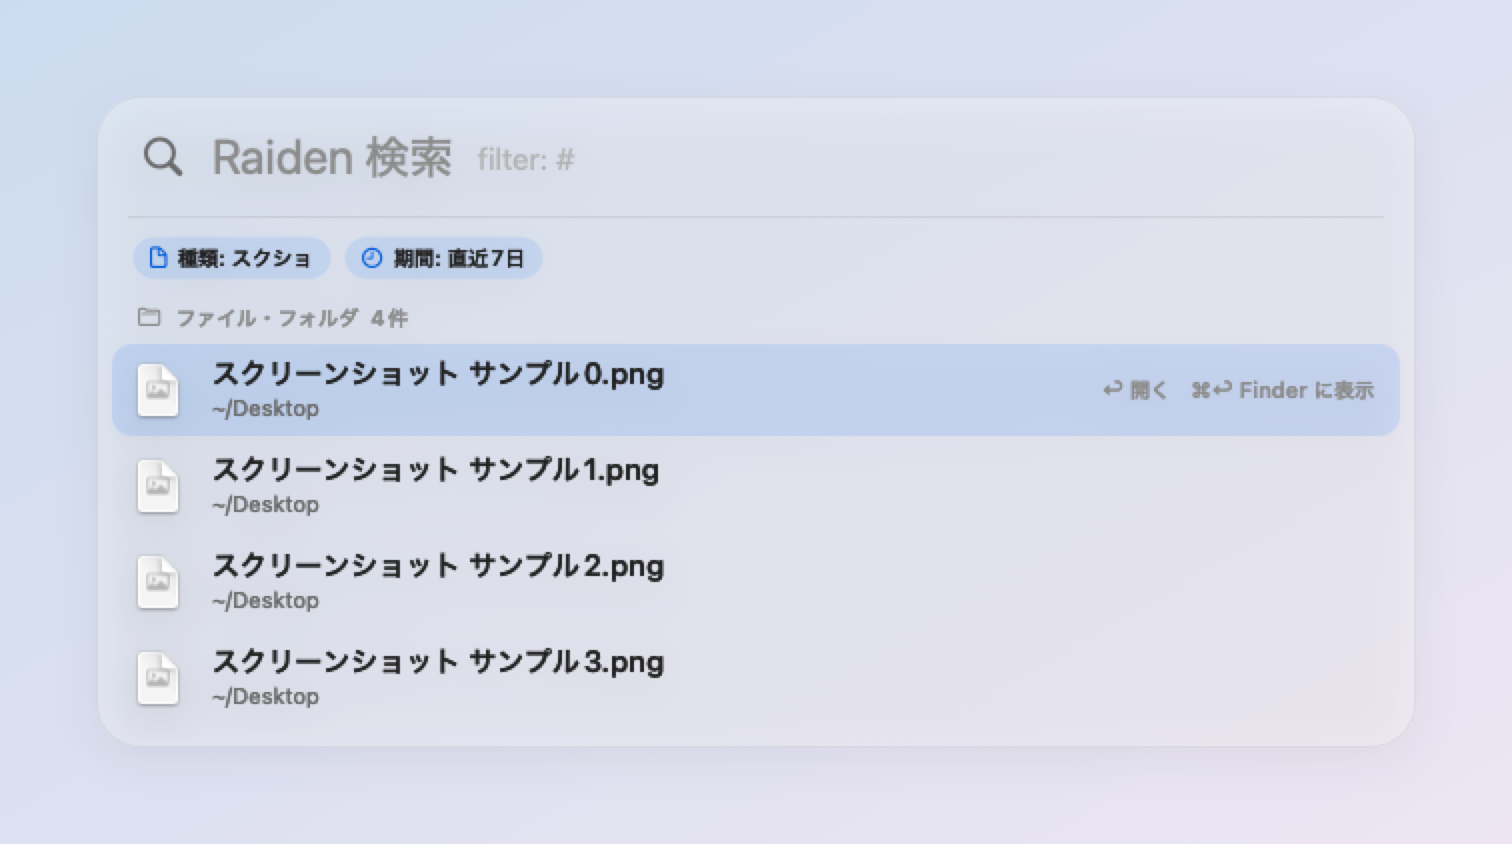 Raiden 検索 filter: #
種類: スクショ 期間: 直近7日
ファイル・フォルダ 4件
スクリーンショット サンプル0.png
~/Desktop
↩ 開く ⌘↩ Finder に表示
スクリーンショット サンプル1.png
~/Desktop
スクリーンショット サンプル2.png
~/Desktop
スクリーンショット サンプル3.png
~/Desktop